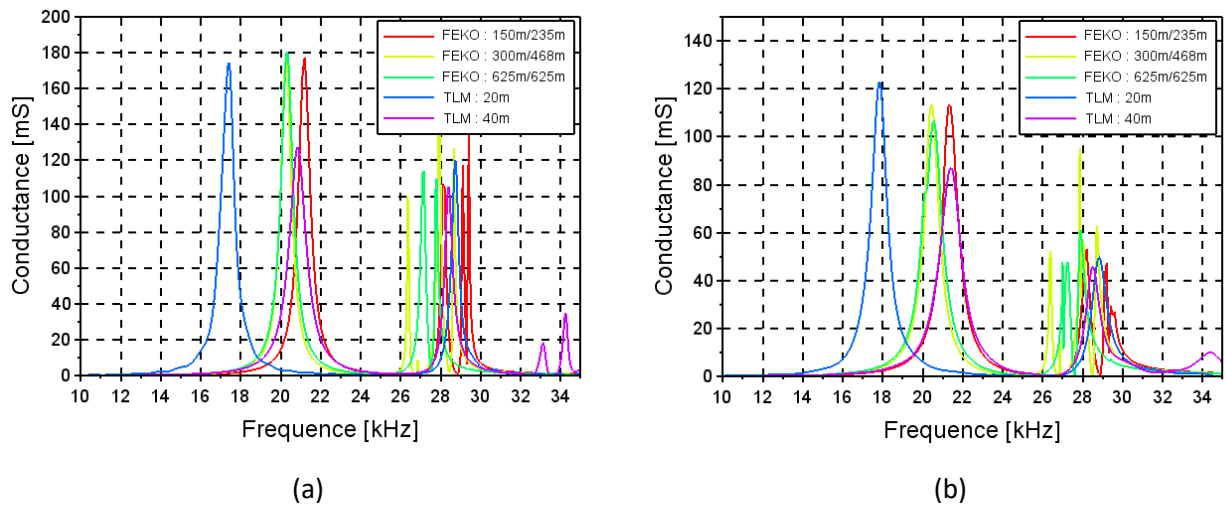 200
180
160
140
120
100
80
60
40
20
0
Conductance [mS]
FEKO : 150m/235m
FEKO : 300m/468m
FEKO : 625m/625m
TLM : 20m
TLM : 40m
10 12 14 16 18 20 22 24 26 28 30 32 34
Frequence [kHz]
(a)
140
120
100
80
60
40
20
0
Conductance [mS]
FEKO : 150m/235m
FEKO : 300m/468m
FEKO : 625m/625m
TLM : 20m
TLM : 40m
10 12 14 16 18 20 22 24 26 28 30 32 34
Frequence [kHz]
(b)